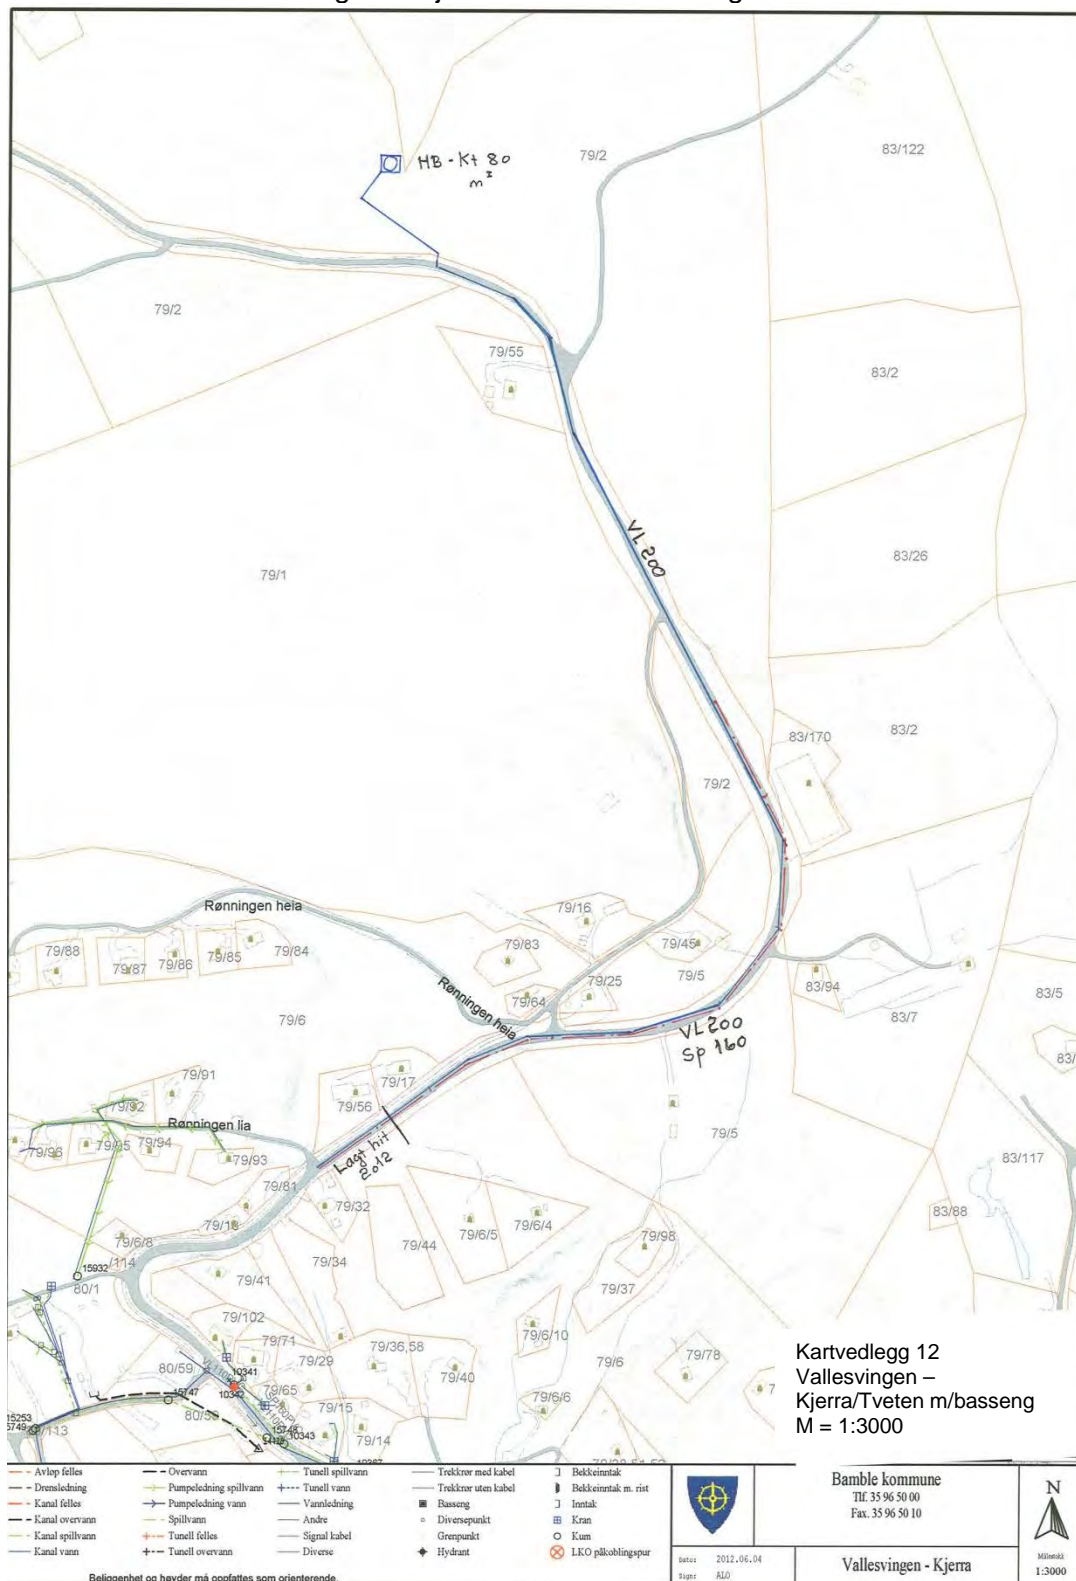 HB - Kt 80
m²
79/2
83/122
79/2
79/55
83/2
83/26
VL 200
79/1
83/170
83/2
79/2
Rønningen heia
79/16
79/88
79/87
79/86
79/85
79/84
79/83
79/45
79/25
79/5
79/64
83/94
83/5
83/7
Rønningen heia
79/6
VL 200
Sp 160
79/91
79/17
79/92
79/56
79/5
Rønningen lia
79/96
79/95
79/94
79/93
Lagt hit
2012
83/117
79/81
79/32
83/88
79/18
79/6/5
79/6/4
79/6/8
79/44
79/98
/114
79/34
15932
80/1
79/41
79/37
79/102
79/6/10
79/71
79/36,58
79/6
79/78
80/59
79/29
79/40
10341
10342
79/65
15747
79/6/6
15253
79/15
15748
10343
79/14
Kartvedlegg 12
Vallesvingen –
Kjerra/Tveten m/basseng
M = 1:3000
Avløp felles
Drensledning
Kanal felles
Kanal overvann
Kanal spillvann
Kanal vann
Overvann
Pumpeledning spillvann
Pumpeledning vann
Spillvann
Tunell felles
Tunell overvann
Tunell spillvann
Tunell vann
Vannledning
Andre
Signal kabel
Diverse
Trekkrør med kabel
Trekkrør uten kabel
Basseng
Diversepunkt
Grenpunkt
Hydrant
Bekkeinntak
Bekkeinntak m. rist
Inntak
Kran
Kum
LKO påkoblingspur
Beliggenhet og høyder må oppfattes som orienterende.
Bamble kommune
Tlf. 35 96 50 00
Fax. 35 96 50 10
Dato: 2012.06.04
Sign: ALO
Vallesvingen - Kjerra
N
Målestokk
1:3000